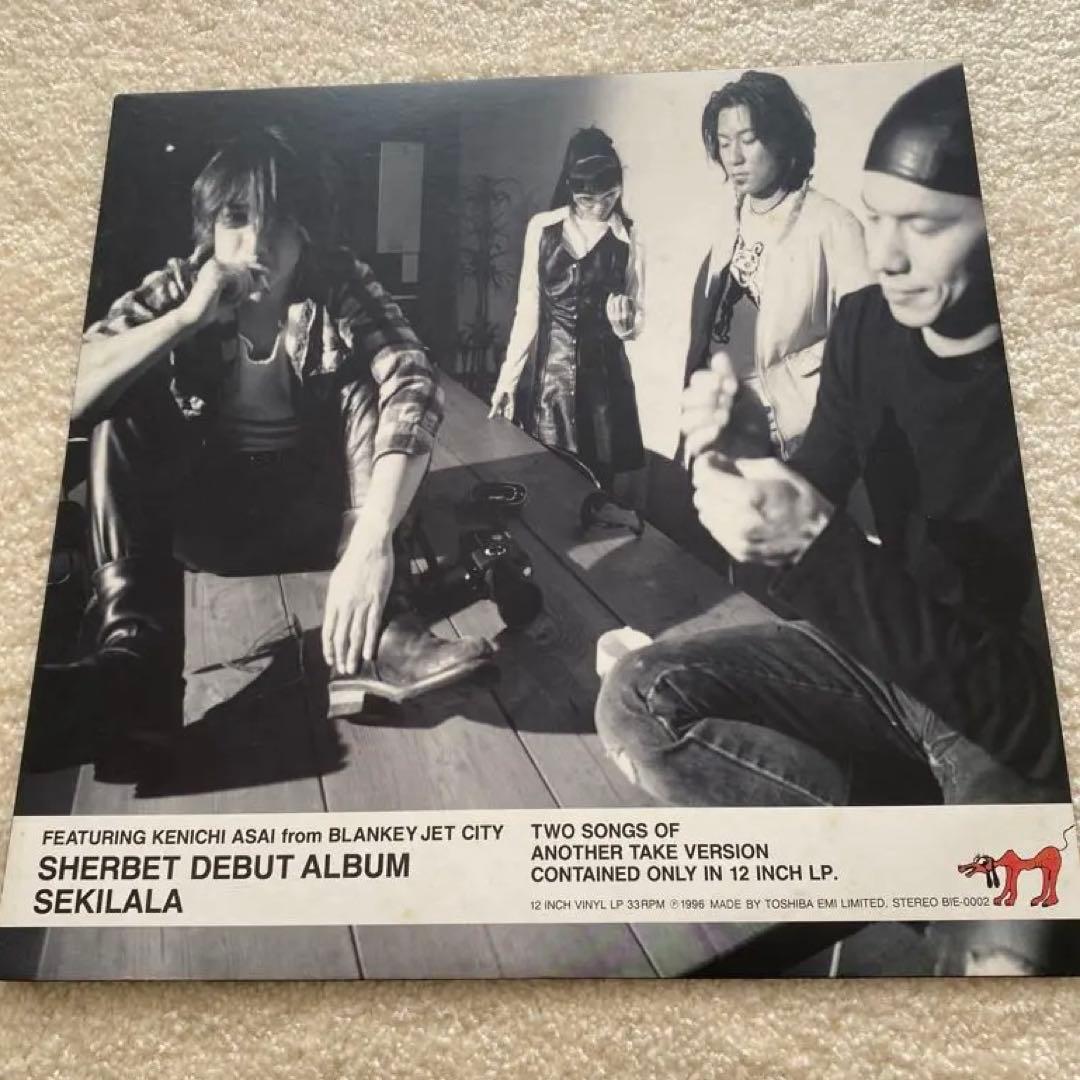 FEATURING KENICHI ASAI from BLANKEY JET CITY
SHERBET DEBUT ALBUM
SEKILALA
TWO SONGS OF
ANOTHER TAKE VERSION
CONTAINED ONLY IN 12 INCH LP.
12 INCH VINYL LP 33RPM ℗1996 MADE BY TOSHIBA EMI LIMITED. STEREO BIE-0002